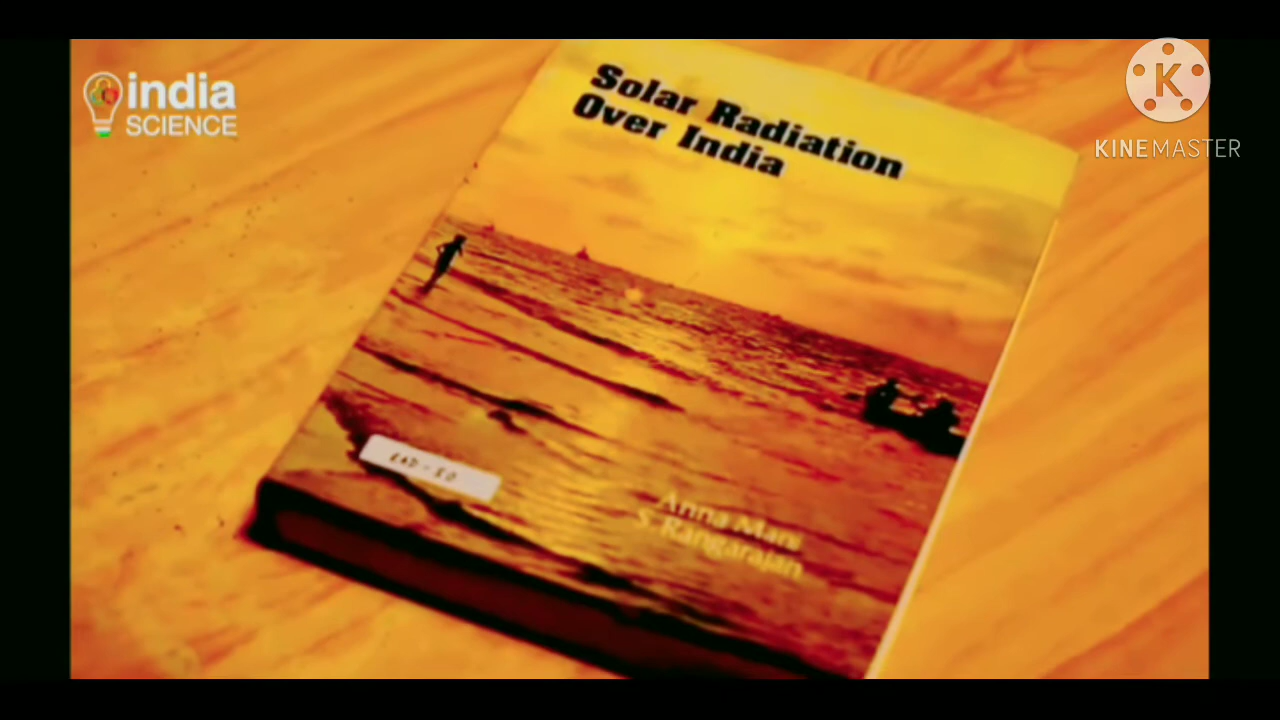 india
SCIENCE
K
KINEMASTER
Solar Radiation
Over India
Anna Mani
S. Rangarajan